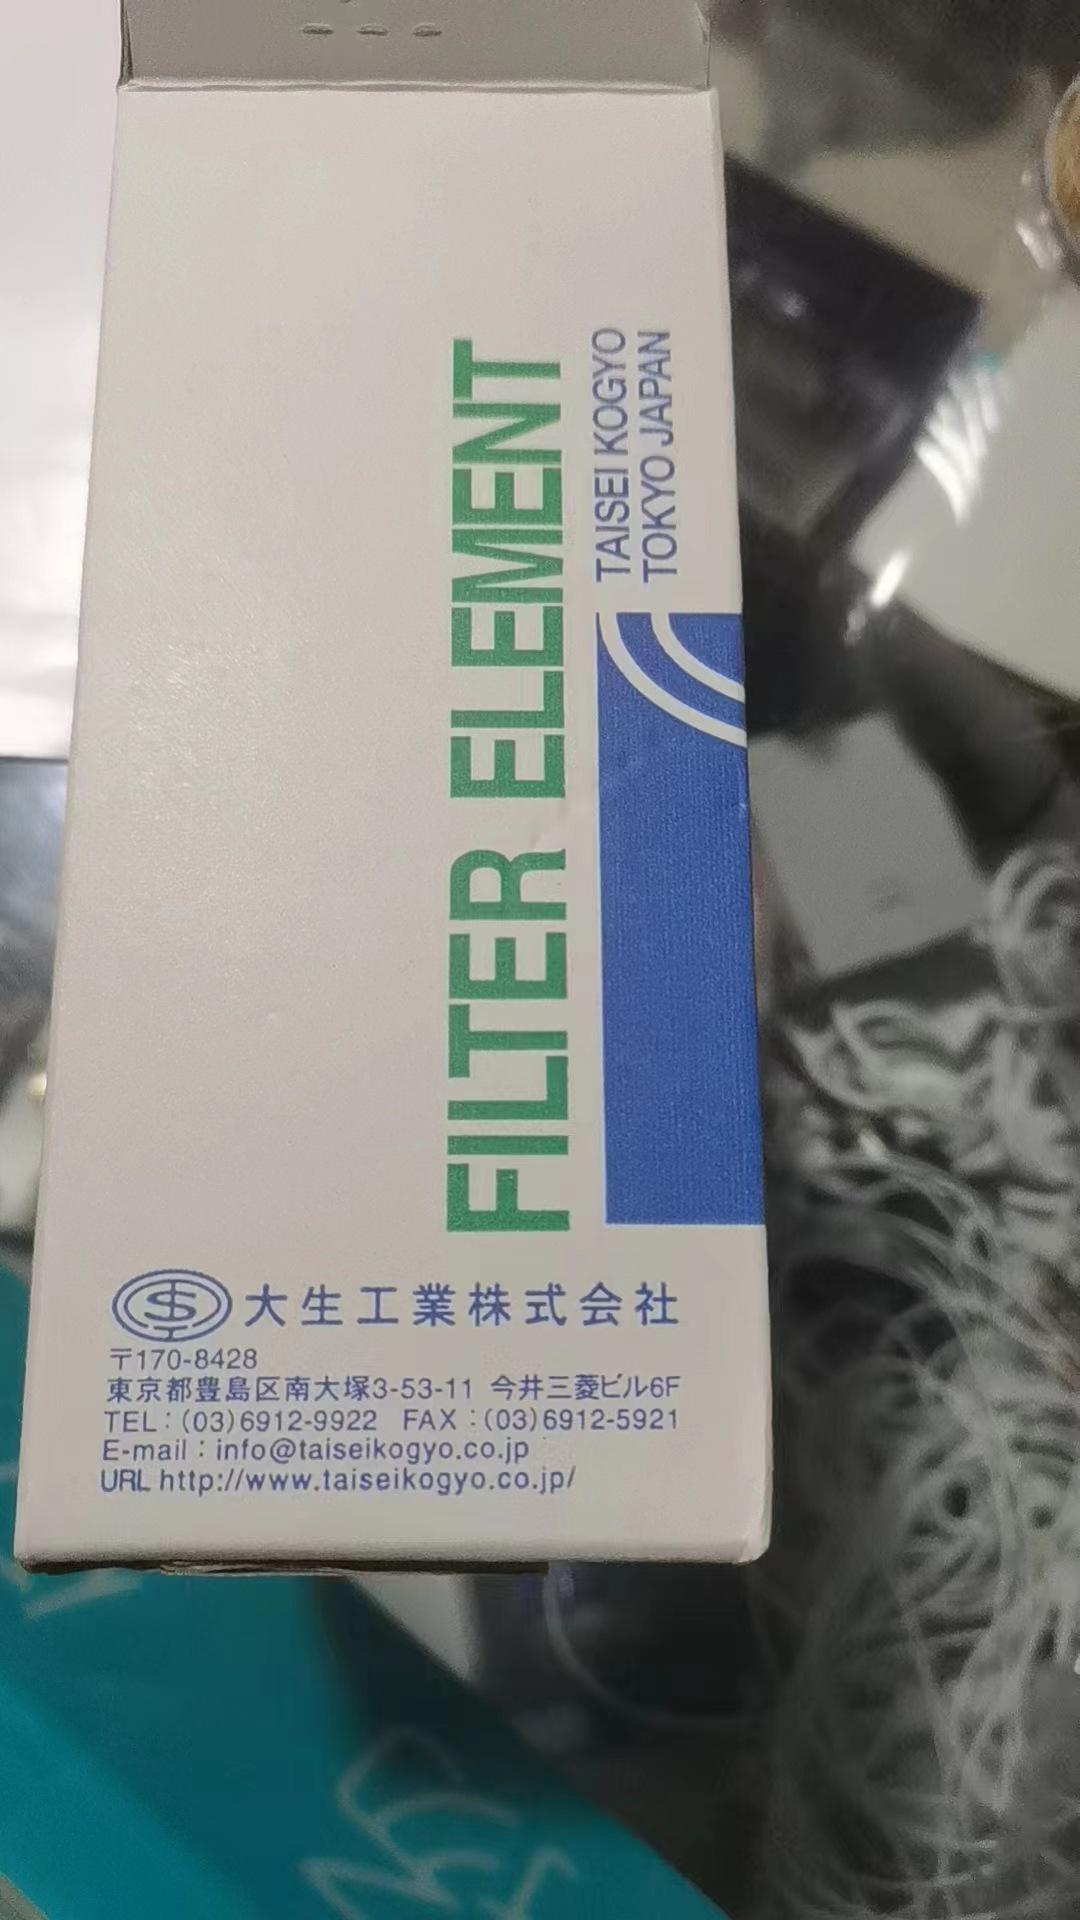 TAISEI KOGYO
TOKYO JAPAN
FILTER ELEMENT
大生工業株式会社
〒170-8428
東京都豊島区南大塚3-53-11 今井三菱ビル6F
TEL:(03)6912-9922 FAX:(03)6912-5921
E-mail:info@taiseikogyo.co.jp
URL http://www.taiseikogyo.co.jp/